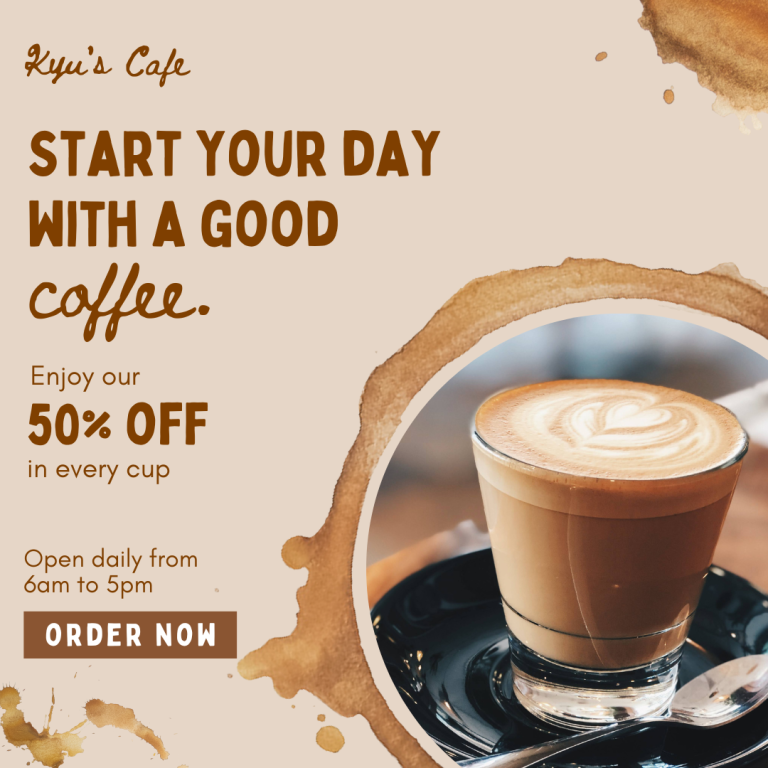 Kyu's Cafe
START YOUR DAY
WITH A GOOD
coffee.
Enjoy our
50% OFF
in every cup
Open daily from
6am to 5pm
ORDER NOW